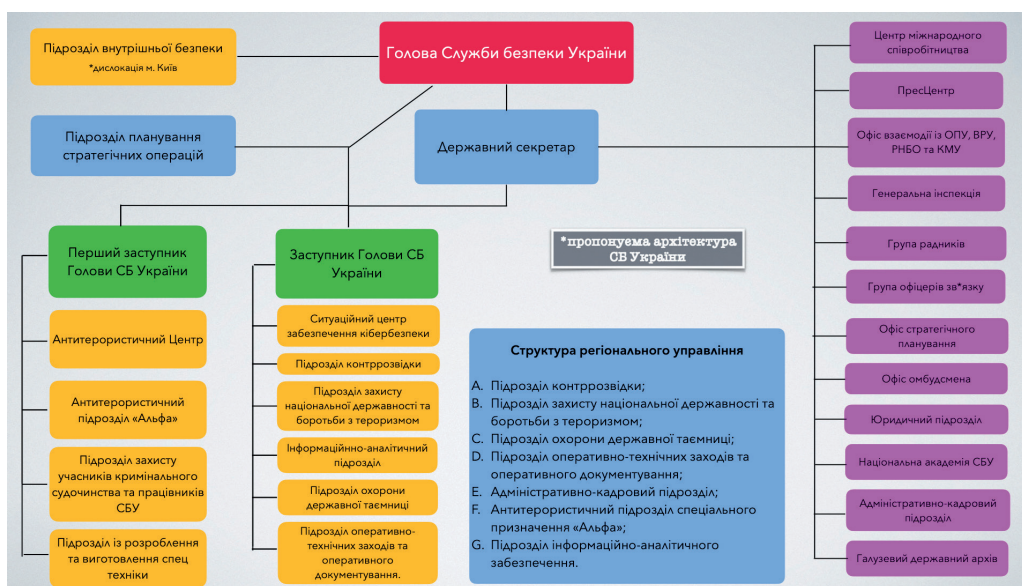 Підрозділ внутрішньої безпеки
*дислокація м. Київ
Голова Служби безпеки України
Підрозділ планування
стратегічних операцій
Державний секретар
Перший заступник
Голови СБ України
Заступник Голови СБ
України
*пропонуема архітектура
СБ України
Антитерористичний Центр
Антитерористичний
підрозділ «Альфа»
Підрозділ захисту
учасників кримінального
судочинства та працівників
СБУ
Підрозділ із розроблення
та виготовлення спец
техніки
Ситуаційний центр
забезпечення кібербезпеки
Підрозділ контррозвідки
Підрозділ захисту
національної державності та
боротьби з тероризмом
Інформаційно-аналітичний
підрозділ
Підрозділ охорони
державної таємниці
Підрозділ оперативно-
технічних заходів та
оперативного
документування.
Структура регіонального управління
A. Підрозділ контррозвідки;
B. Підрозділ захисту національної державності та
боротьби з тероризмом;
C. Підрозділ охорони державної таємниці;
D. Підрозділ оперативно-технічних заходів та
оперативного документування;
E. Адміністративно-кадровий підрозділ;
F. Антитерористичний підрозділ спеціального
призначення «Альфа»;
G. Підрозділ інформаційно-аналітичного
забезпечення.
Центр міжнародного
співробітництва
ПресЦентр
Офіс взаємодії із ОПУ, ВРУ,
РНБО та КМУ
Генеральна інспекція
Група радників
Група офіцерів зв*язку
Офіс стратегічного
планування
Офіс омбудсмена
Юридичний підрозділ
Національна академія СБУ
Адміністративно-кадровий
підрозділ
Галузевий державний архів